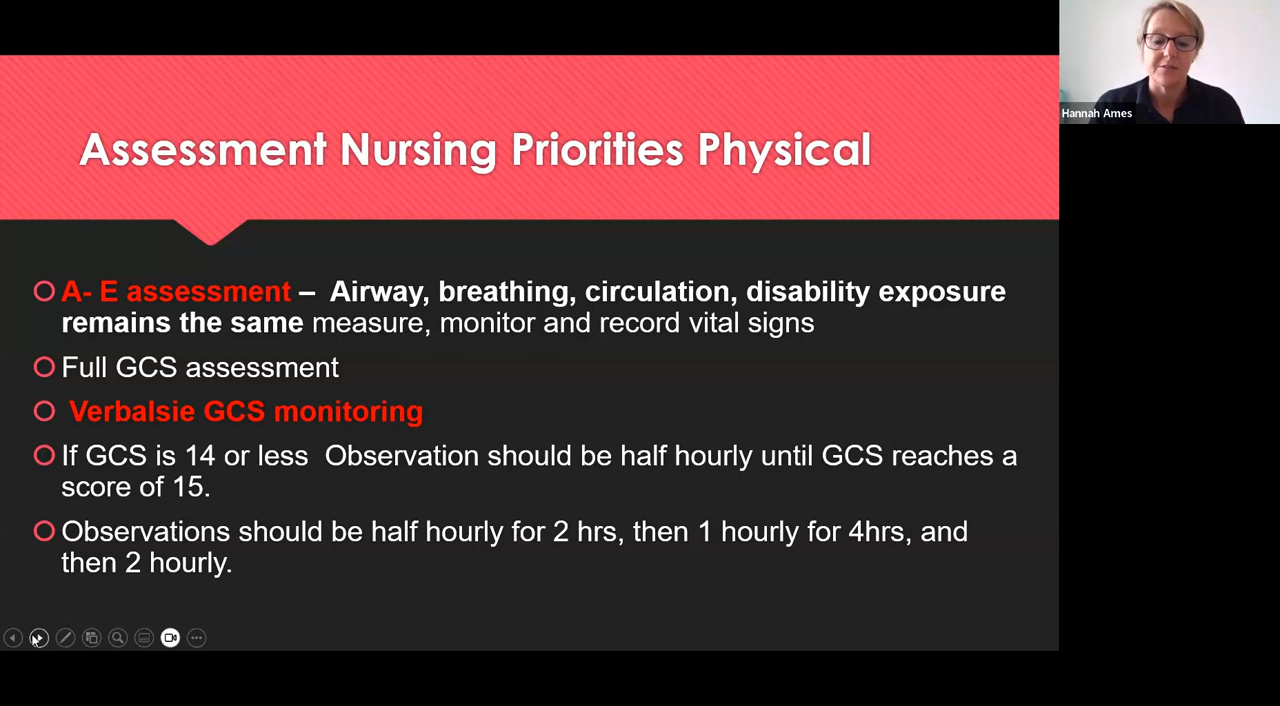 Assessment Nursing Priorities Physical
A- E assessment – Airway, breathing, circulation, disability exposure
remains the same measure, monitor and record vital signs
Full GCS assessment
Verbalsie GCS monitoring
If GCS is 14 or less Observation should be half hourly until GCS reaches a
score of 15.
Observations should be half hourly for 2 hrs, then 1 hourly for 4hrs, and
then 2 hourly.
Hannah Ames